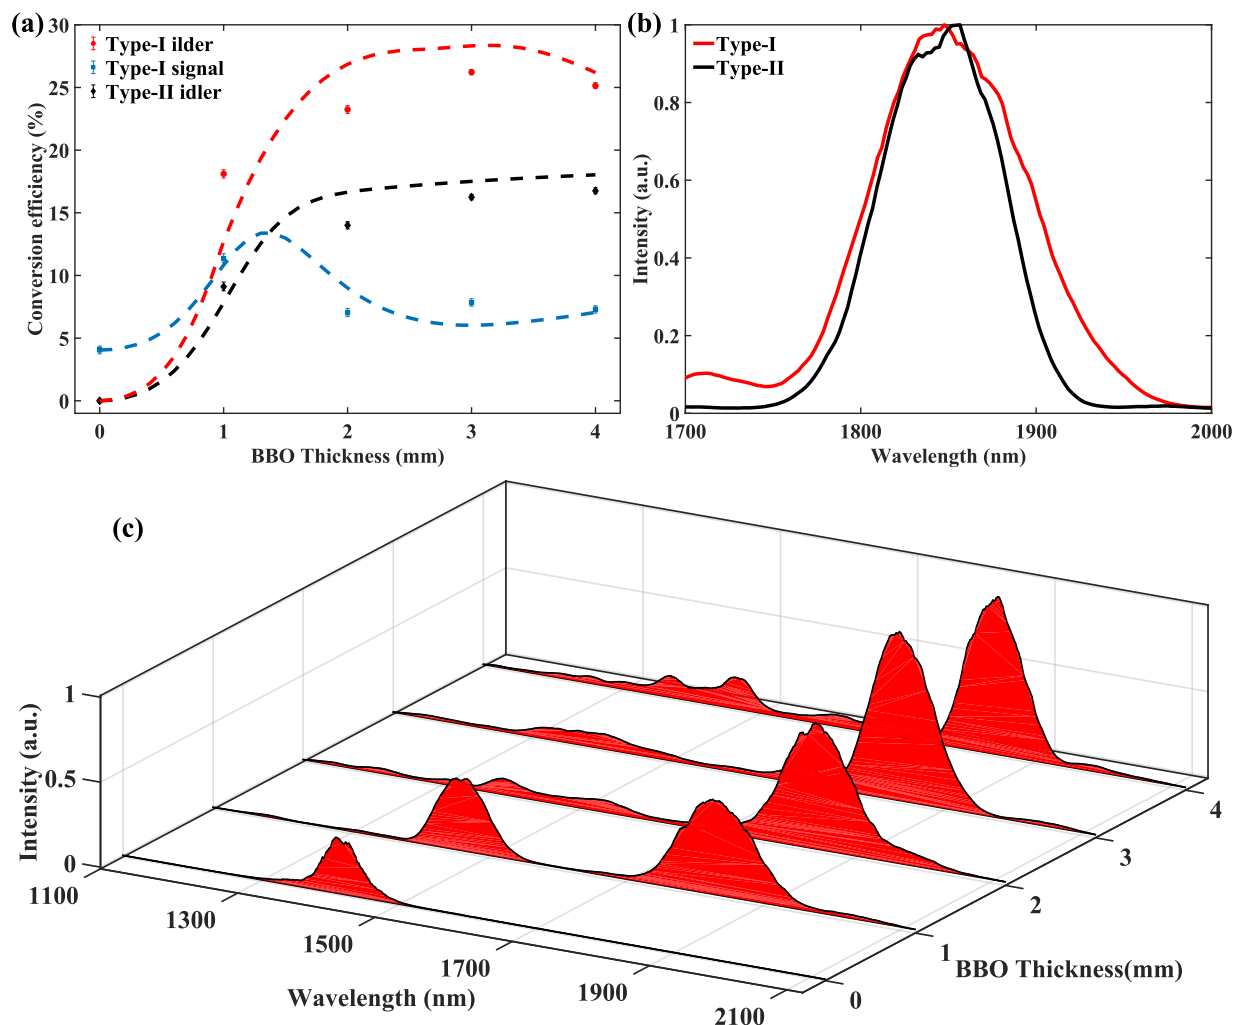 (a)
30
25
20
15
10
5
0
Conversion efficiency (%)
Type-I ilder
Type-I signal
Type-II idler
0 1 2 3 4
BBO Thickness (mm)
(b)
1
0.8
0.6
0.4
0.2
0
Intensity (a.u.)
Type-I
Type-II
1700 1800 1900 2000
Wavelength (nm)
(c)
1
0.5
0
Intensity (a.u.)
1100
1300
1500
1700
1900
2100
Wavelength (nm)
0
1
2
3
4
BBO Thickness(mm)